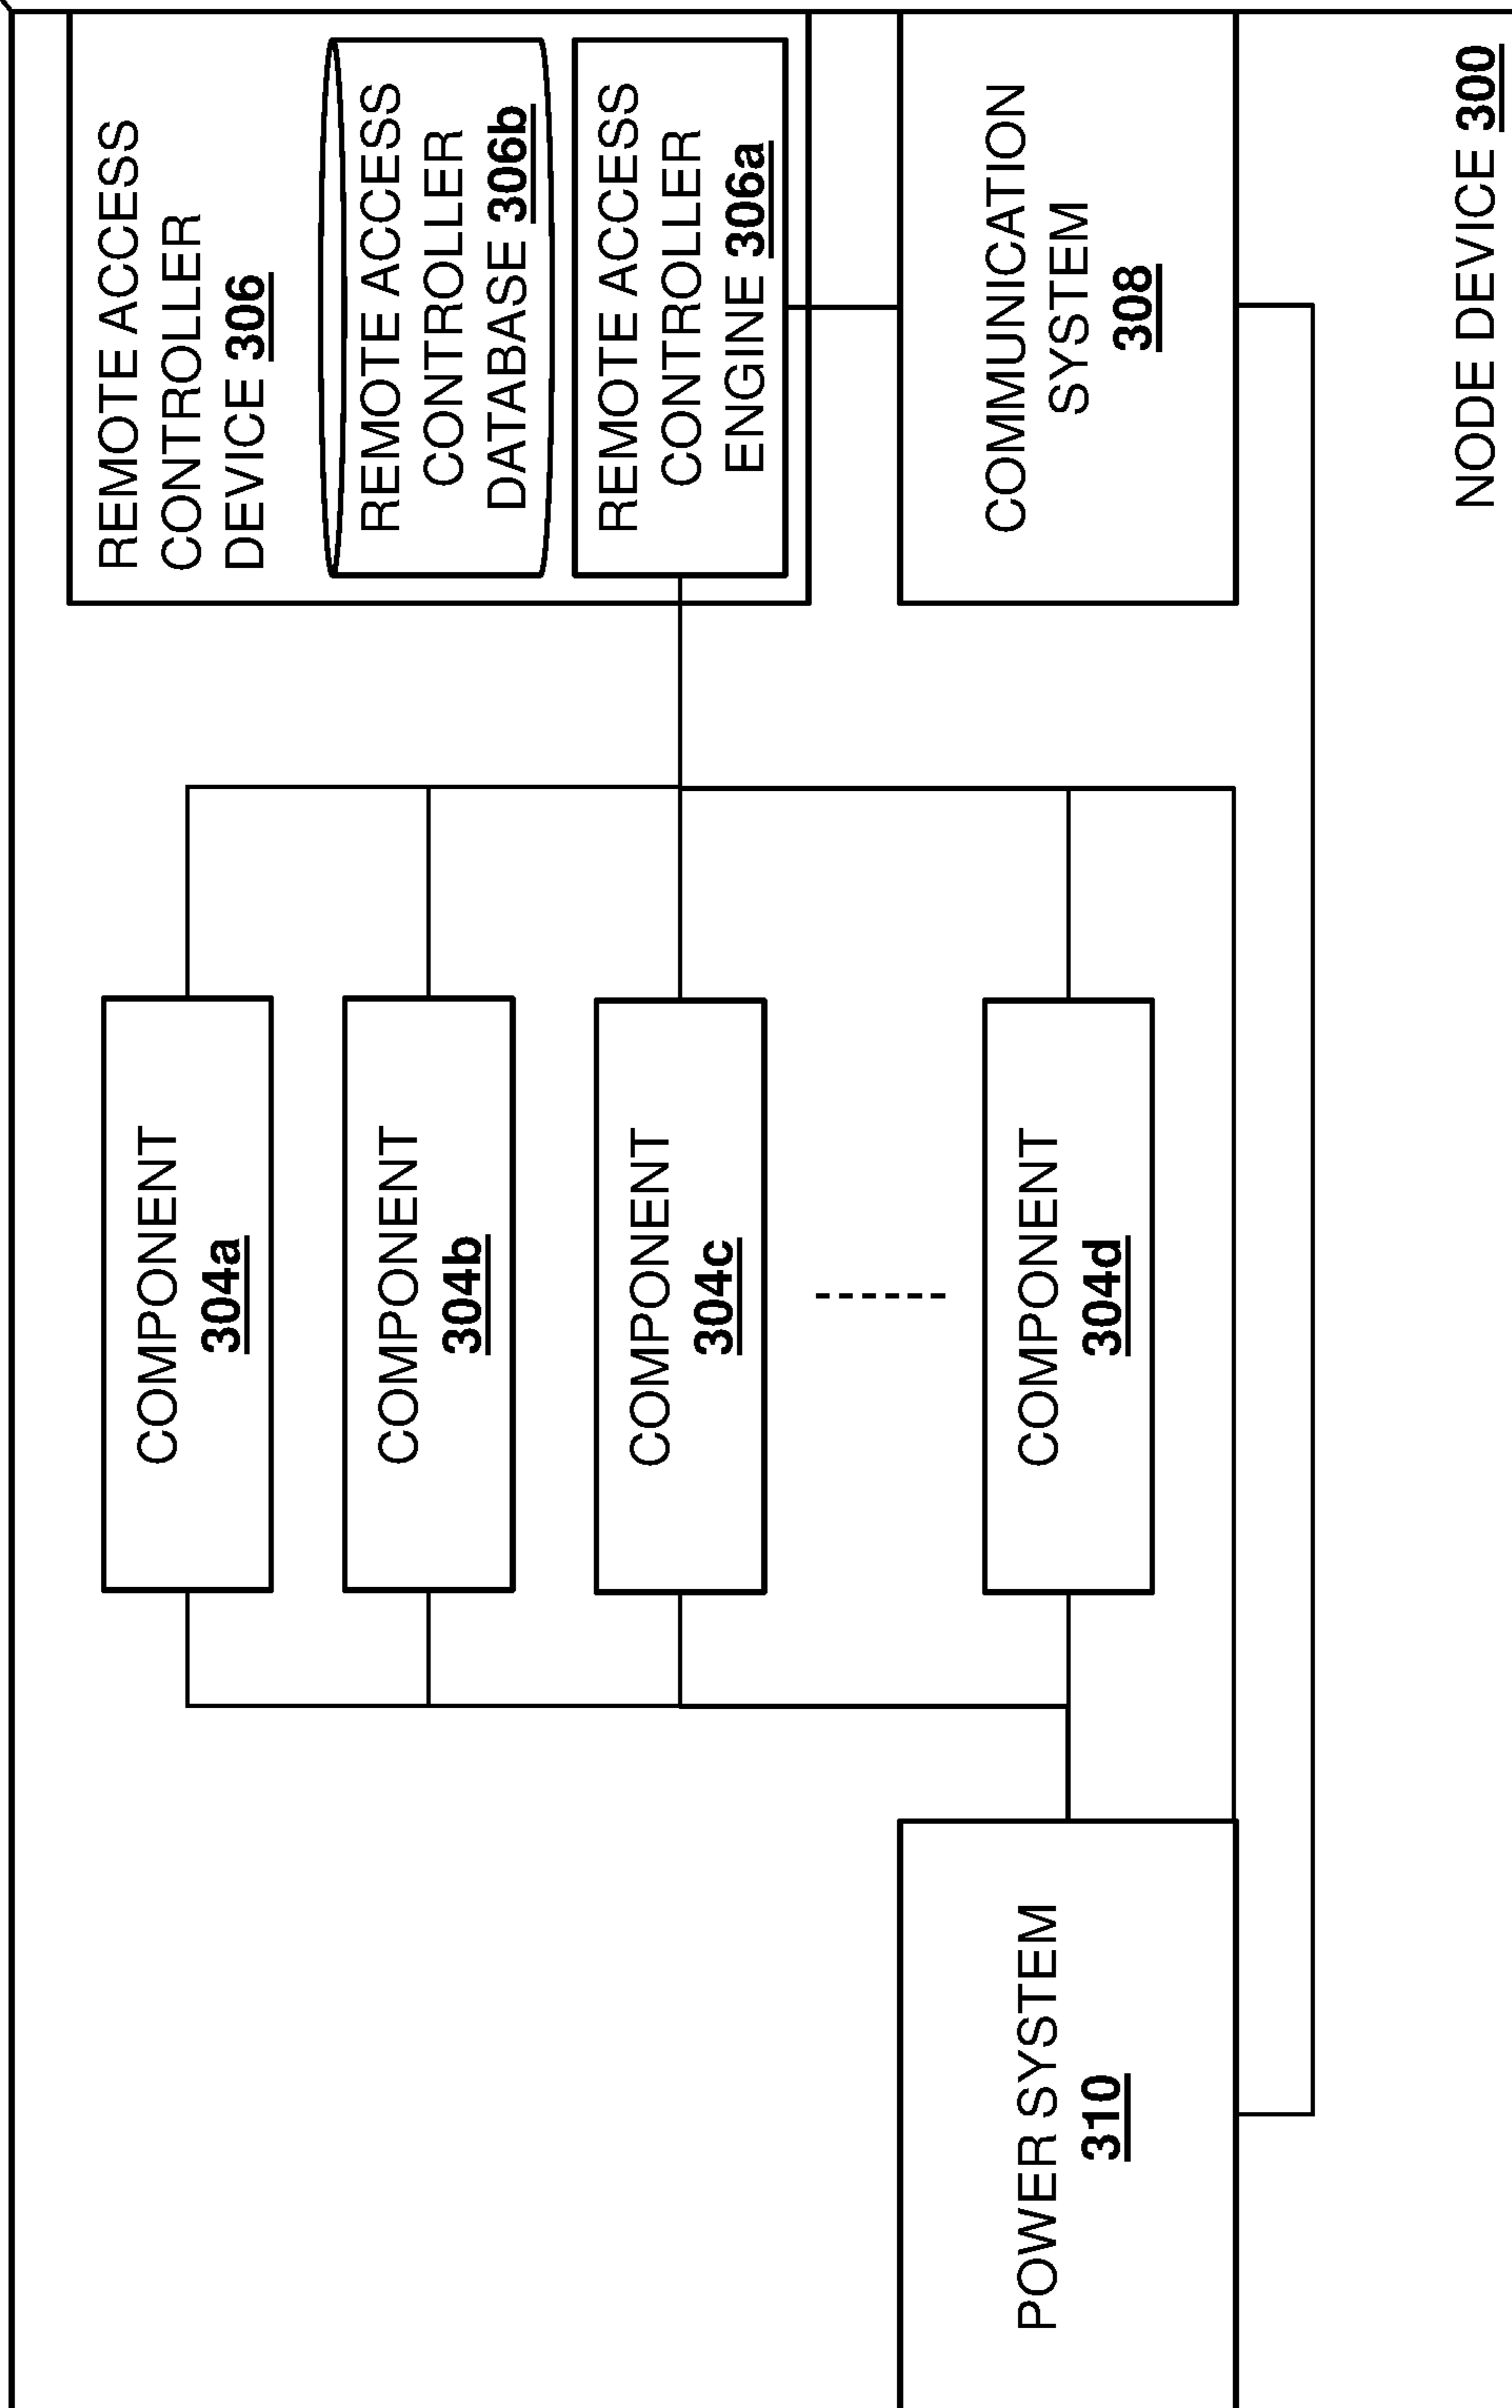 REMOTE ACCESS
CONTROLLER
DEVICE 306
REMOTE ACCESS
CONTROLLER
DATABASE 306b
REMOTE ACCESS
CONTROLLER
ENGINE 306a
COMMUNICATION
SYSTEM
308
COMPONENT
304a
COMPONENT
304b
COMPONENT
304c
COMPONENT
304d
POWER SYSTEM
310
NODE DEVICE 300